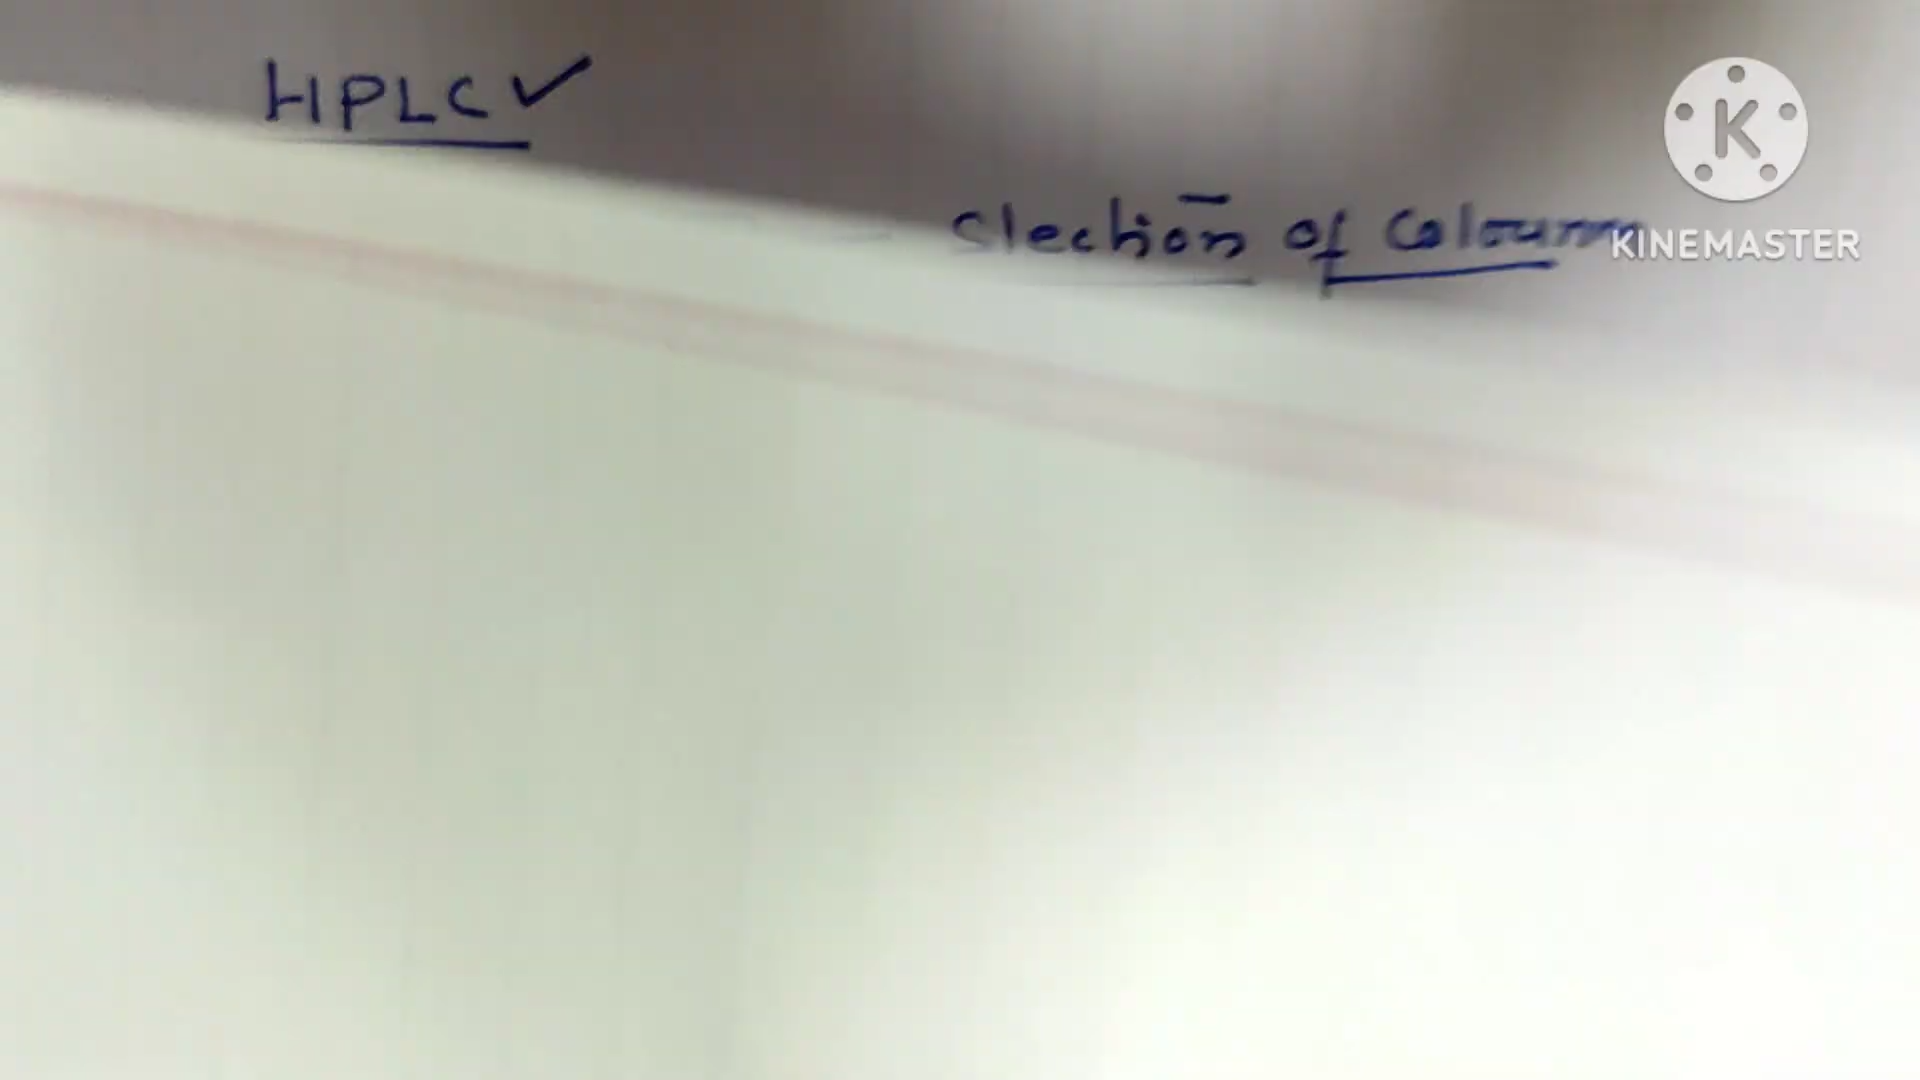 HPLC ✓
Slection of Coloumn
K
KINEMASTER